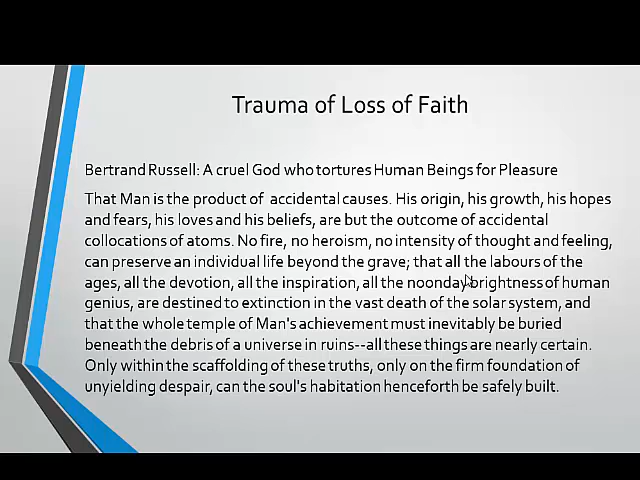 Trauma of Loss of Faith
Bertrand Russell: A cruel God who tortures Human Beings for Pleasure
That Man is the product of accidental causes. His origin, his growth, his hopes
and fears, his loves and his beliefs, are but the outcome of accidental
collocations of atoms. No fire, no heroism, no intensity of thought and feeling,
can preserve an individual life beyond the grave; that all the labours of the
ages, all the devotion, all the inspiration, all the noonday brightness of human
genius, are destined to extinction in the vast death of the solar system, and
that the whole temple of Man's achievement must inevitably be buried
beneath the debris of a universe in ruins--all these things are nearly certain.
Only within the scaffolding of these truths, only on the firm foundation of
unyielding despair, can the soul's habitation henceforth be safely built.